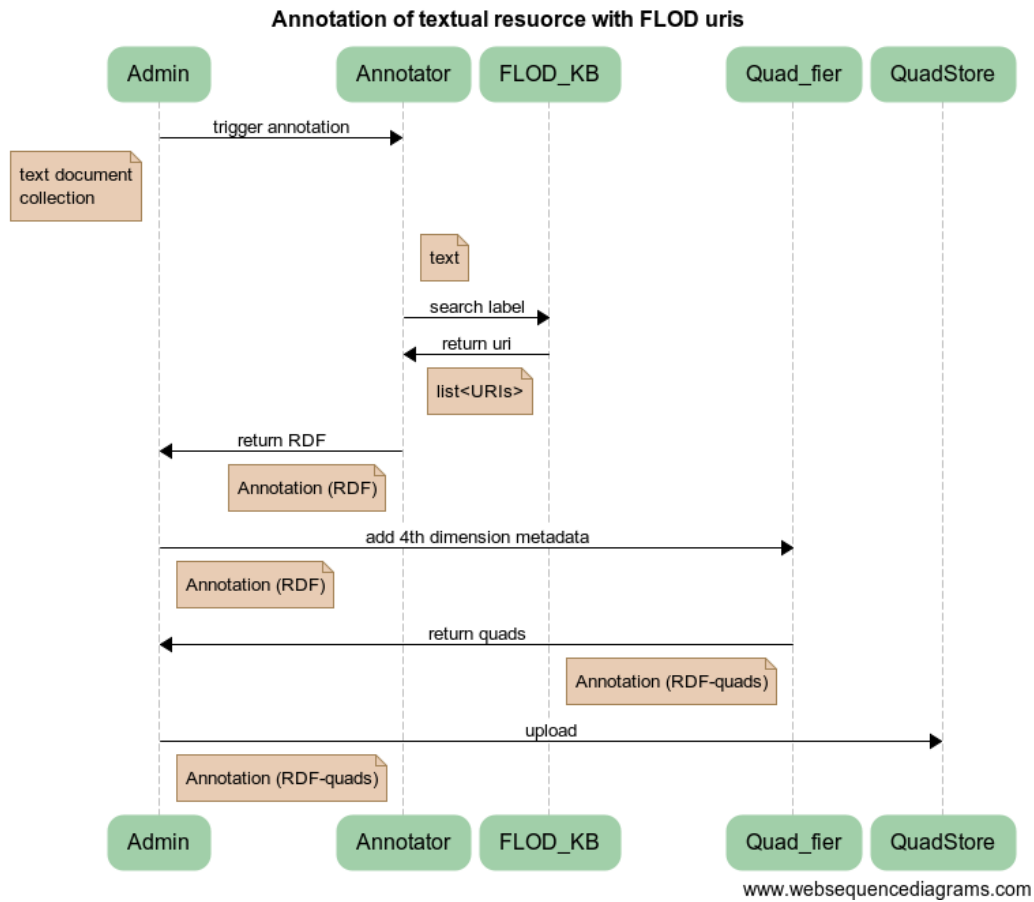 Annotation of textual resuorce with FLOD uris
Admin
Annotator
FLOD_KB
Quad_fier
QuadStore
trigger annotation
text document
collection
text
search label
return uri
list<URIs>
return RDF
Annotation (RDF)
add 4th dimension metadata
Annotation (RDF)
return quads
Annotation (RDF-quads)
upload
Annotation (RDF-quads)
Admin
Annotator
FLOD_KB
Quad_fier
QuadStore
www.websequencediagrams.com